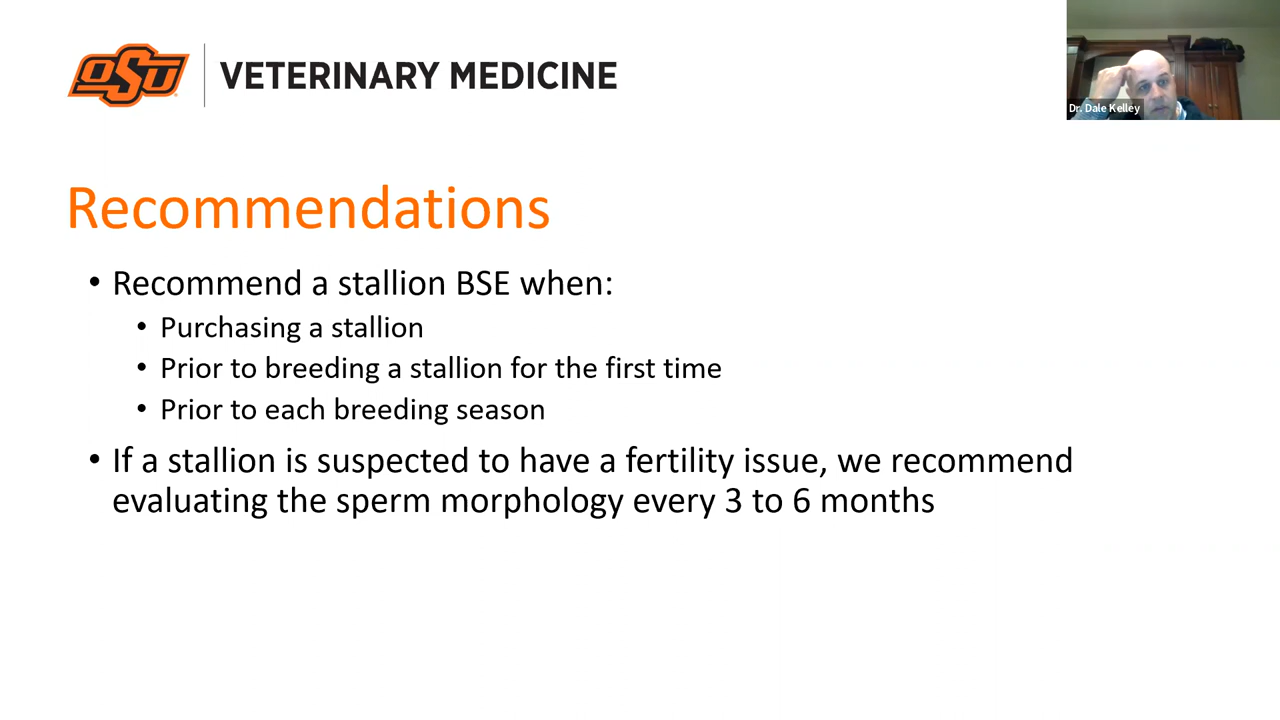 OSU
VETERINARY MEDICINE
Dr. Dale Kelley
Recommendations
• Recommend a stallion BSE when:
• Purchasing a stallion
• Prior to breeding a stallion for the first time
• Prior to each breeding season
• If a stallion is suspected to have a fertility issue, we recommend
evaluating the sperm morphology every 3 to 6 months